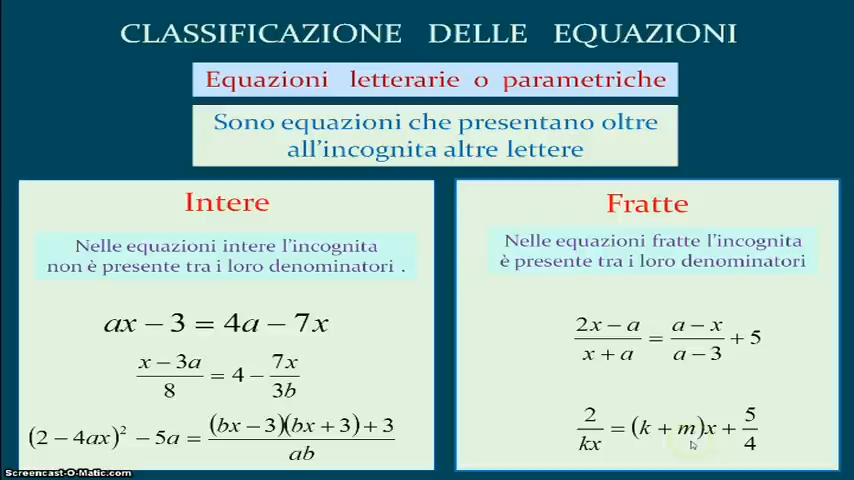 CLASSIFICAZIONE DELLE EQUAZIONI
Equazioni letterarie o parametriche
Sono equazioni che presentano oltre
all'incognita altre lettere
Intere
Nelle equazioni intere l'incognita
non è presente tra i loro denominatori .
ax − 3 = 4a − 7x
(x − 3a)/8 = 4 − 7x/3b
(2 − 4ax)² − 5a = ((bx − 3)(bx + 3) + 3)/ab
Fratte
Nelle equazioni fratte l'incognita
è presente tra i loro denominatori
(2x − a)/(x + a) = (a − x)/(a − 3) + 5
2/kx = (k + m)x + 5/4
Screencast-O-Matic.com